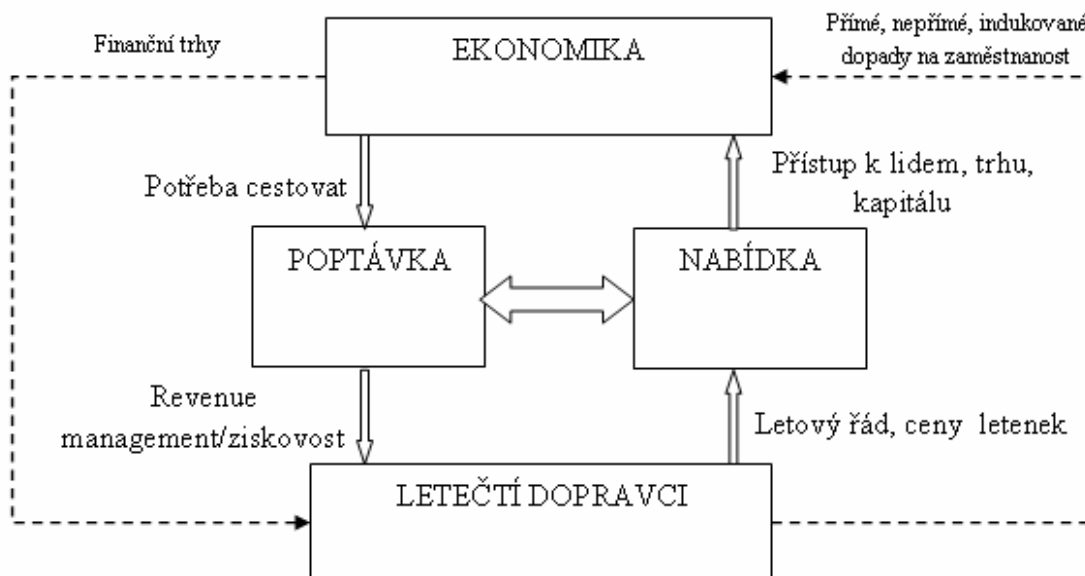 Finanční trhy
EKONOMIKA
Přímé, nepřímé, indukované
dopady na zaměstnanost
Potřeba cestovat
Přístup k lidem, trhu,
kapitálu
POPTÁVKA
NABÍDKA
Revenue
management/ziskovost
Letový řád, ceny letenek
LETEČTÍ DOPRAVCI